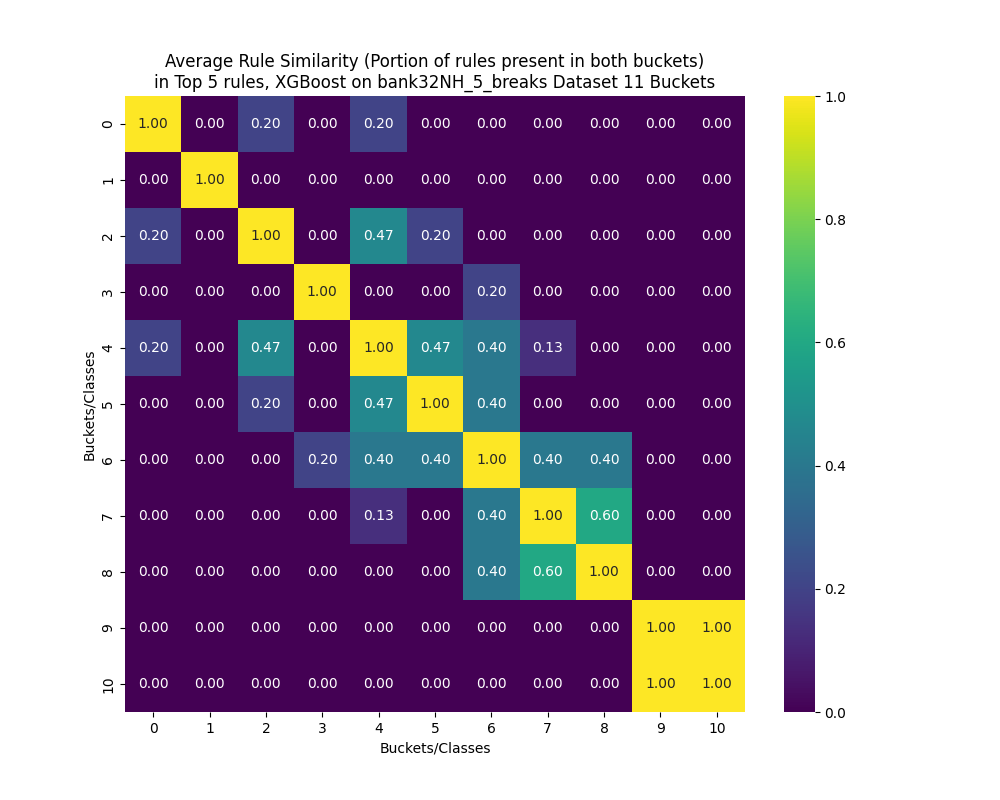 Average Rule Similarity (Portion of rules present in both buckets)
in Top 5 rules, XGBoost on bank32NH_5_breaks Dataset 11 Buckets
0 1.00 0.00 0.20 0.00 0.20 0.00 0.00 0.00 0.00 0.00 0.00
1 0.00 1.00 0.00 0.00 0.00 0.00 0.00 0.00 0.00 0.00 0.00
2 0.20 0.00 1.00 0.00 0.47 0.20 0.00 0.00 0.00 0.00 0.00
3 0.00 0.00 0.00 1.00 0.00 0.00 0.20 0.00 0.00 0.00 0.00
4 0.20 0.00 0.47 0.00 1.00 0.47 0.40 0.13 0.00 0.00 0.00
5 0.00 0.00 0.20 0.00 0.47 1.00 0.40 0.00 0.00 0.00 0.00
6 0.00 0.00 0.00 0.20 0.40 0.40 1.00 0.40 0.40 0.00 0.00
7 0.00 0.00 0.00 0.00 0.13 0.00 0.40 1.00 0.60 0.00 0.00
8 0.00 0.00 0.00 0.00 0.00 0.00 0.40 0.60 1.00 0.00 0.00
9 0.00 0.00 0.00 0.00 0.00 0.00 0.00 0.00 0.00 1.00 1.00
10 0.00 0.00 0.00 0.00 0.00 0.00 0.00 0.00 0.00 1.00 1.00
0 1 2 3 4 5 6 7 8 9 10
Buckets/Classes
Buckets/Classes
1.0
0.8
0.6
0.4
0.2
0.0